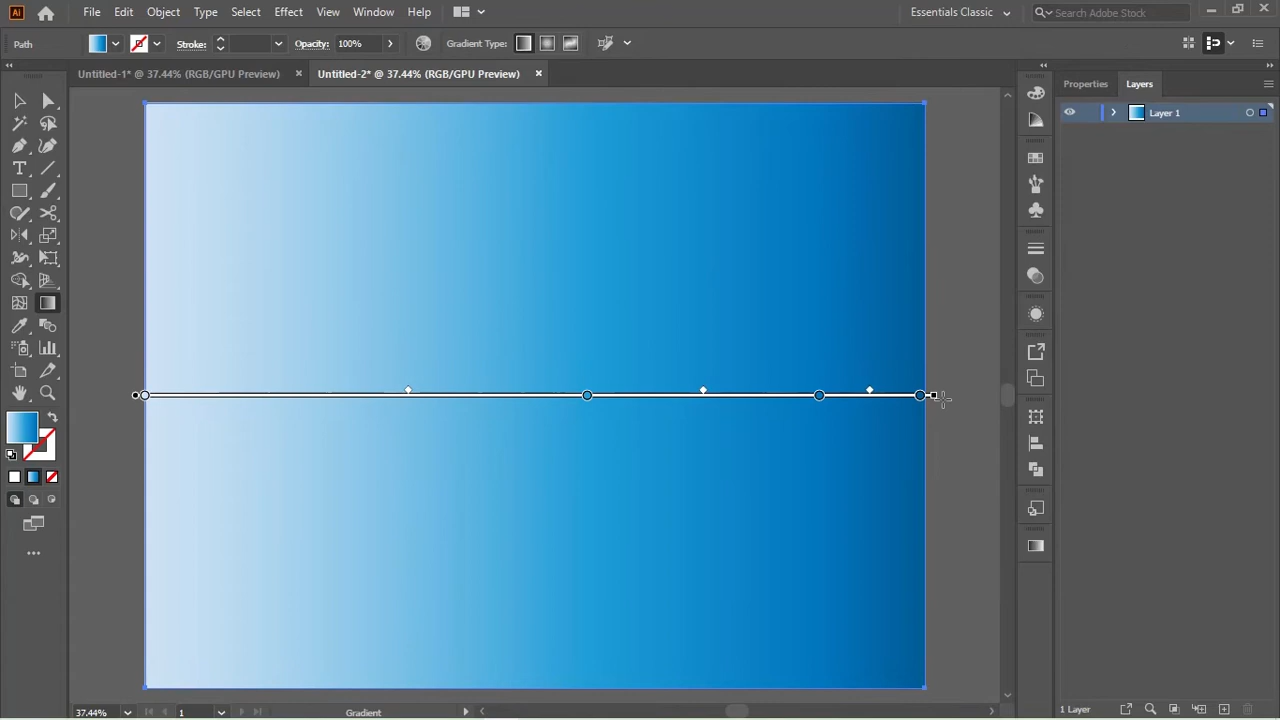 Ai File Edit Object Type Select Effect View Window Help Essentials Classic Search Adobe Stock
Path Stroke: Opacity: 100% Gradient Type:
Untitled-1* @ 37.44% (RGB/GPU Preview) Untitled-2* @ 37.44% (RGB/GPU Preview)
Properties Layers
Layer 1
1 Layer
37.44% 1 Gradient